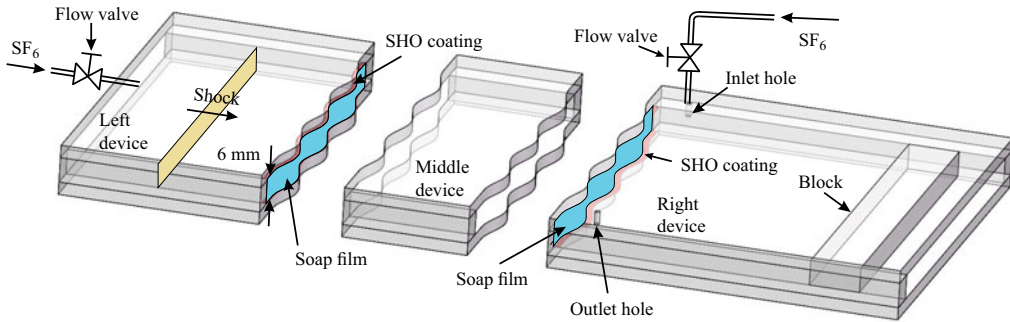 Flow valve
SF6
SHO coating
Shock
Left
device
6 mm
Soap film
Middle
device
Flow valve
SF6
Inlet hole
SHO coating
Block
Right
device
Soap film
Outlet hole